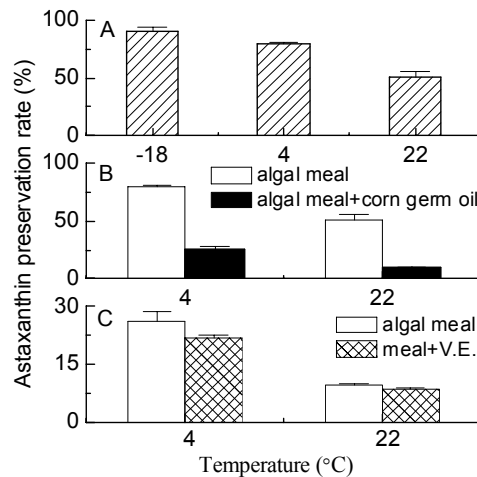 Astaxanthin preservation rate (%)
A
100
50
0
-18 4 22
B
100
50
0
algal meal
algal meal+corn germ oil
4 22
C
30
15
0
algal meal
meal+V.E.
4 22
Temperature (°C)